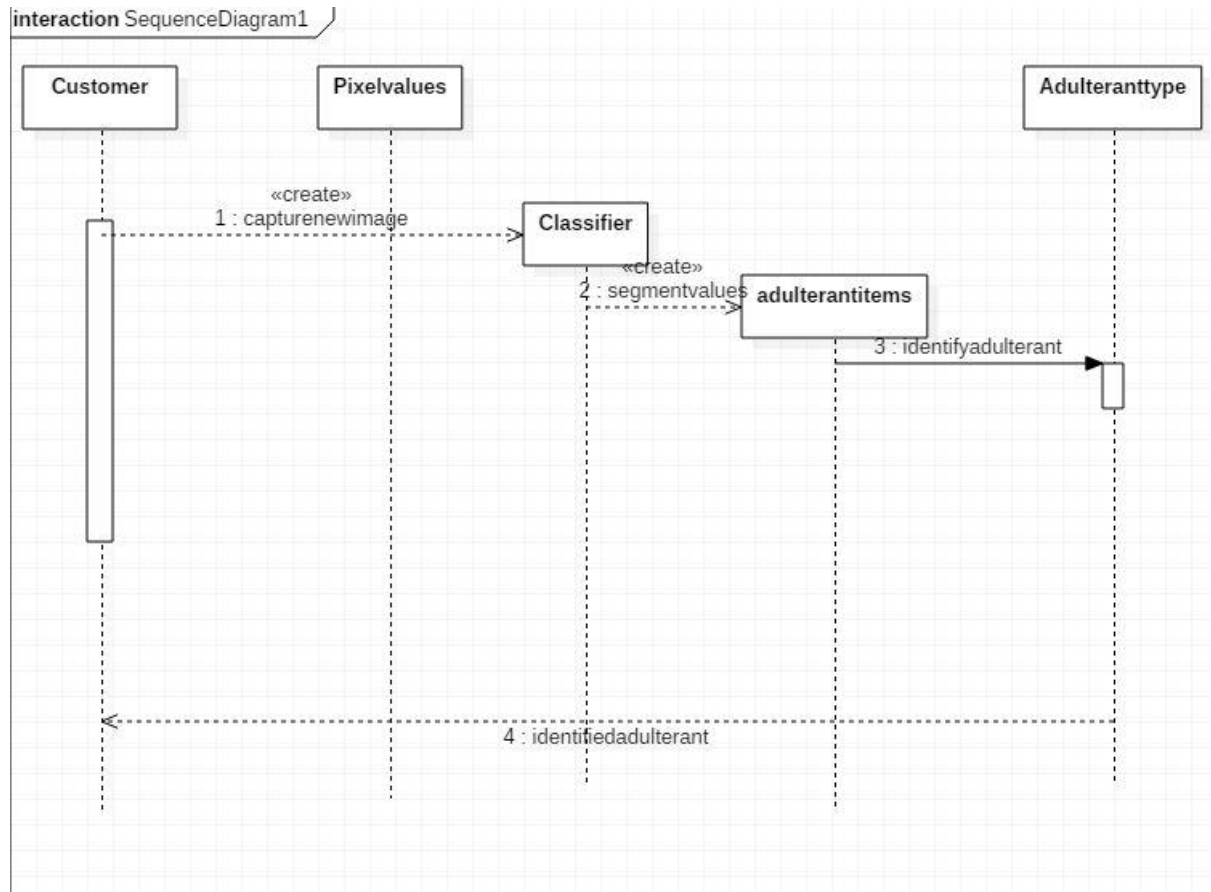 interaction SequenceDiagram1
Customer
Pixelvalues
Adulteranttype
«create»
1 : capturenewimage
Classifier
«create»
2 : segmentvalues
adulterantitems
3 : identifyadulterant
4 : identifiedadulterant